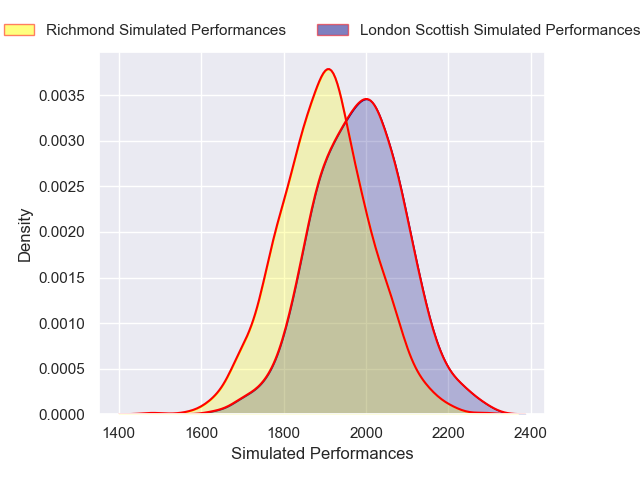 Richmond Simulated Performances London Scottish Simulated Performances
0.0035
0.0030
0.0025
0.0020
0.0015
0.0010
0.0005
0.0000
Density
1400 1600 1800 2000 2200 2400
Simulated Performances